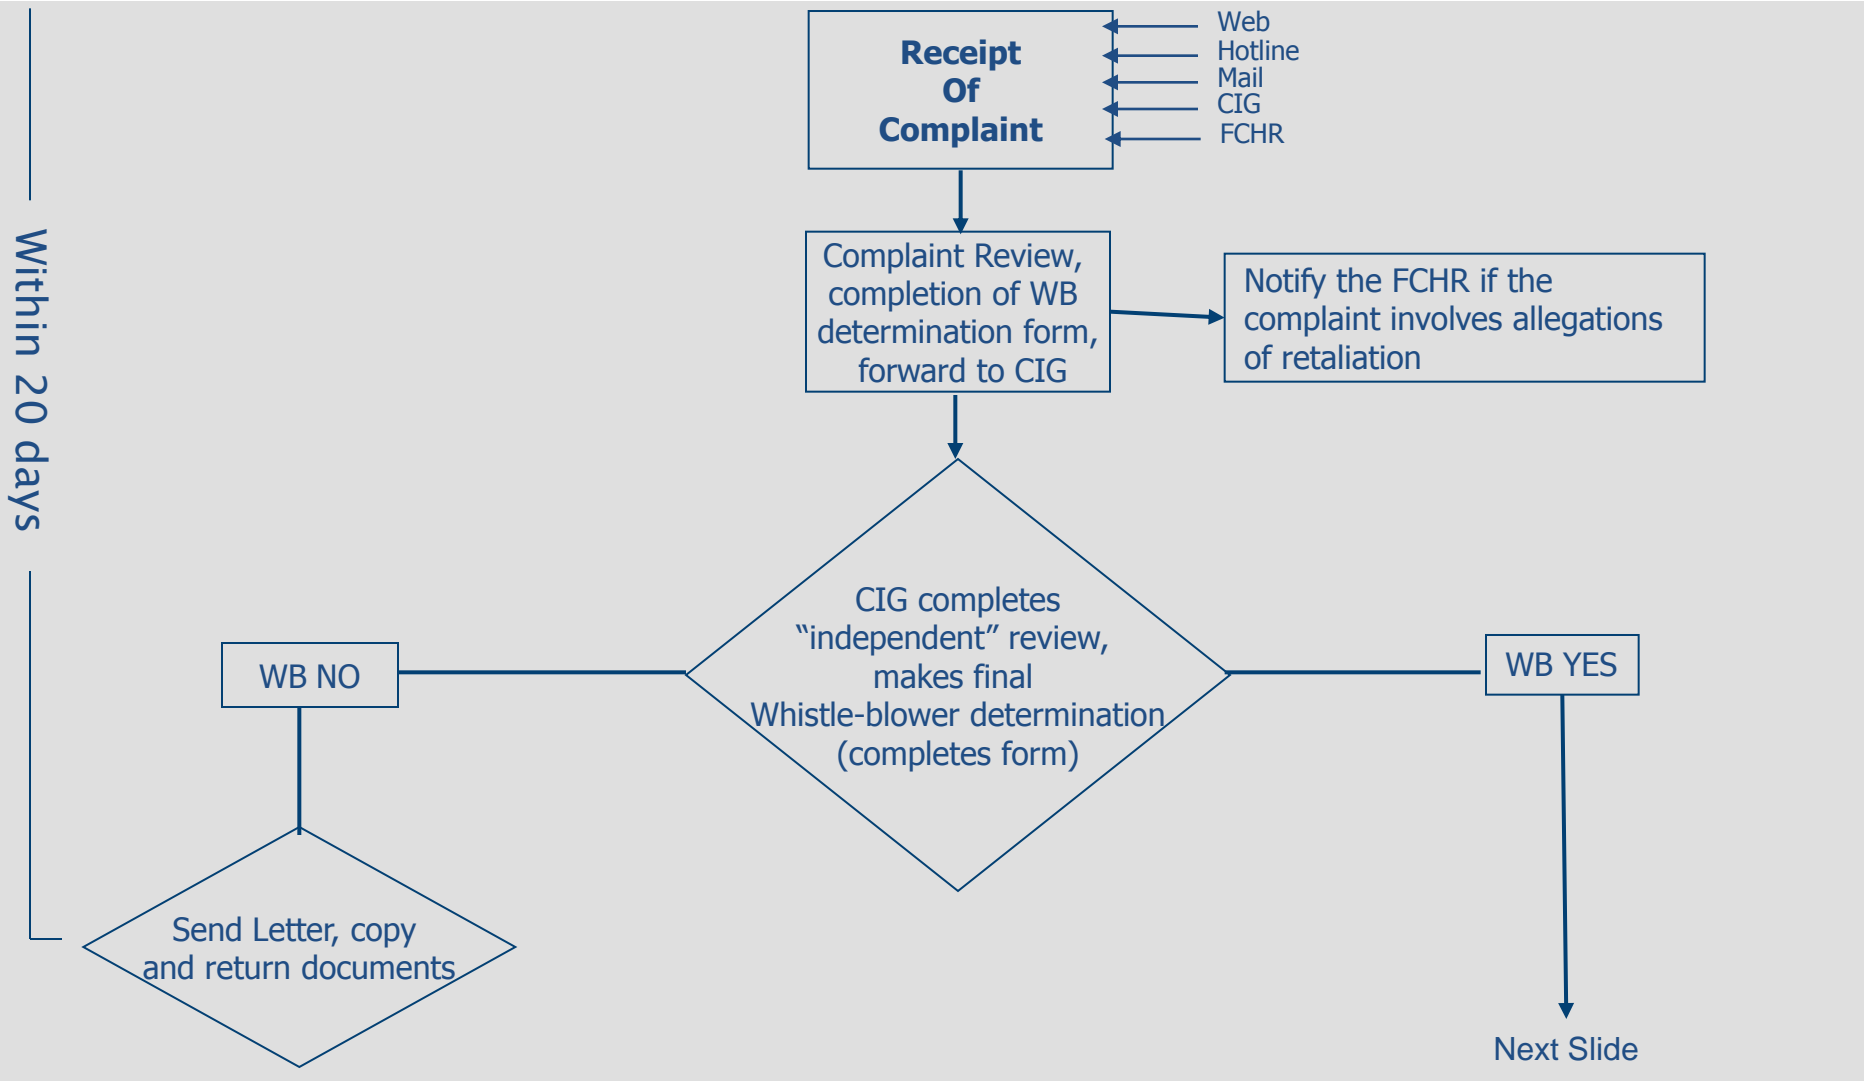 Receipt
Of
Complaint
Web
Hotline
Mail
CIG
FCHR
Within 20 days
Complaint Review,
completion of WB
determination form,
forward to CIG
Notify the FCHR if the
complaint involves allegations
of retaliation
CIG completes
“independent” review,
makes final
Whistle-blower determination
(completes form)
WB NO
WB YES
Send Letter, copy
and return documents
Next Slide